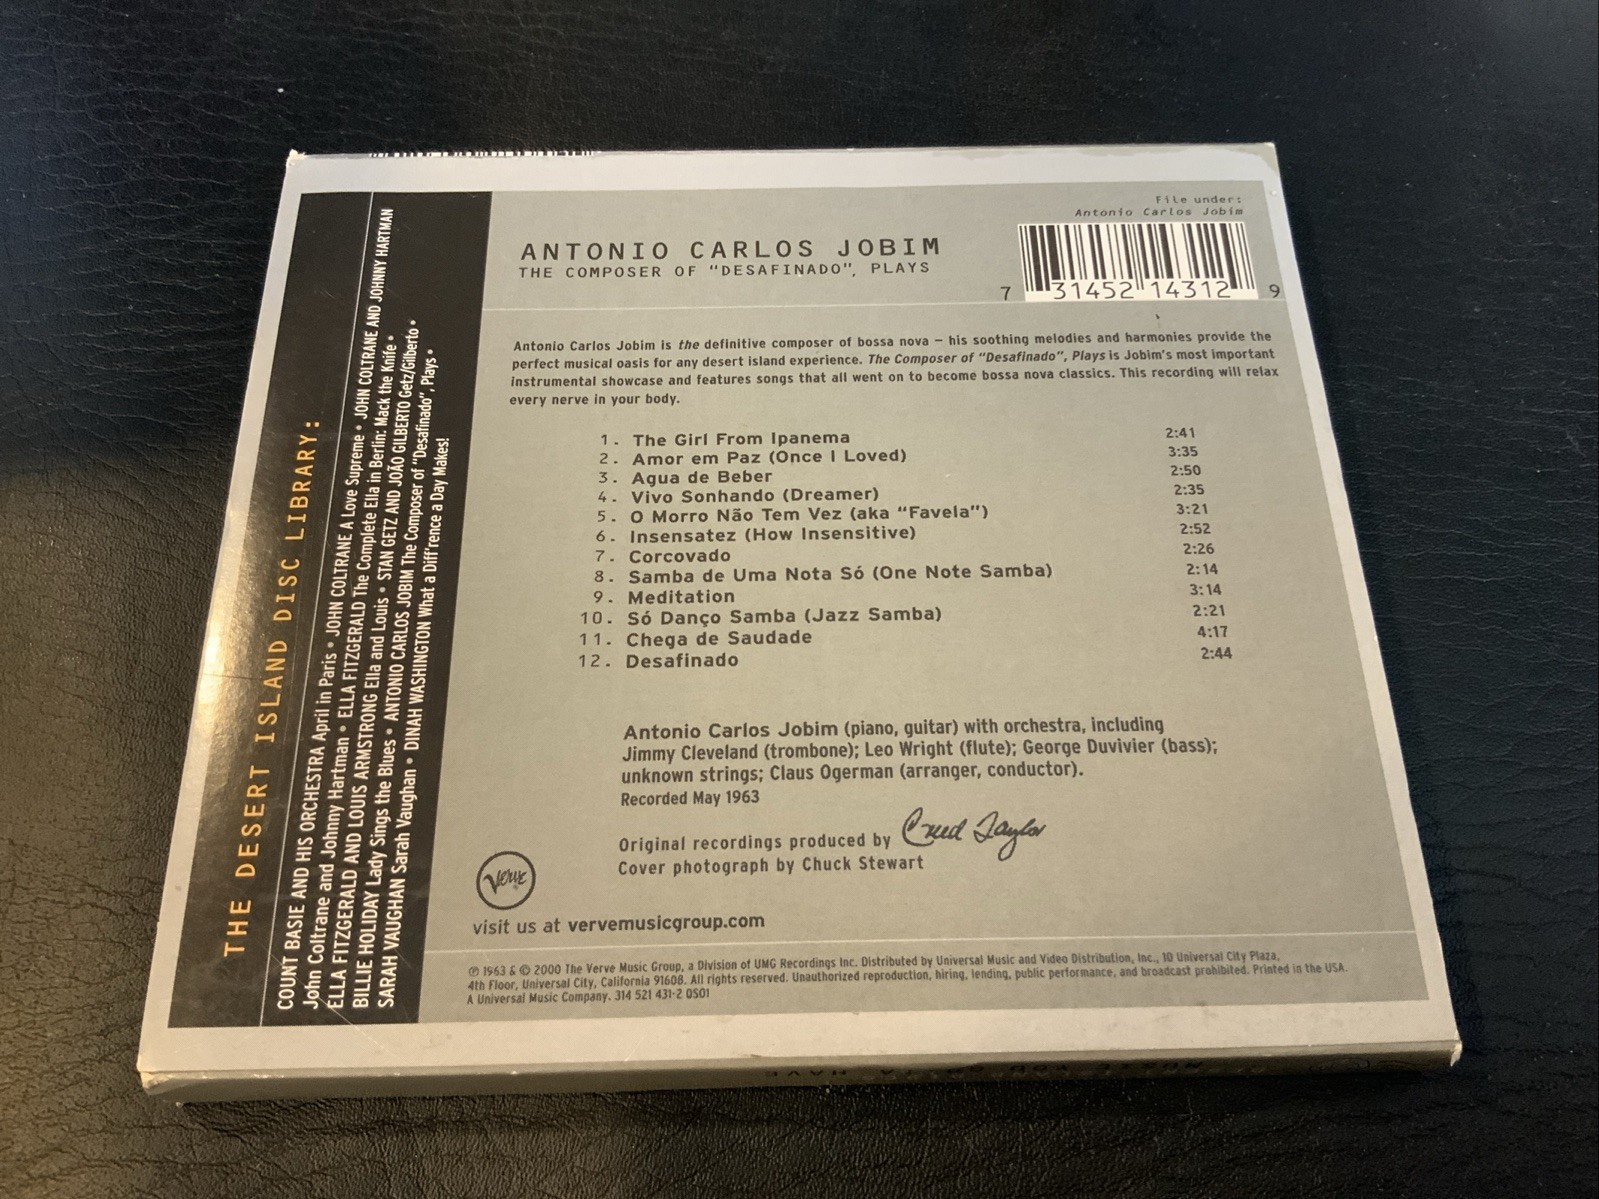 File under:
Antonio Carlos Jobim
ANTONIO CARLOS JOBIM
THE COMPOSER OF "DESAFINADO", PLAYS
7 31452 14312 9
Antonio Carlos Jobim is the definitive composer of bossa nova – his soothing melodies and harmonies provide the
perfect musical oasis for any desert island experience. The Composer of "Desafinado", Plays is Jobim's most important
instrumental showcase and features songs that all went on to become bossa nova classics. This recording will relax
every nerve in your body.
1. The Girl From Ipanema 2:41
2. Amor em Paz (Once I Loved) 3:35
3. Agua de Beber 2:50
4. Vivo Sonhando (Dreamer) 2:35
5. O Morro Não Tem Vez (aka "Favela") 3:21
6. Insensatez (How Insensitive) 2:52
7. Corcovado 2:26
8. Samba de Uma Nota Só (One Note Samba) 2:14
9. Meditation 3:14
10. Só Danço Samba (Jazz Samba) 2:21
11. Chega de Saudade 4:17
12. Desafinado 2:44
Antonio Carlos Jobim (piano, guitar) with orchestra, including
Jimmy Cleveland (trombone); Leo Wright (flute); George Duvivier (bass);
unknown strings; Claus Ogerman (arranger, conductor).
Recorded May 1963
Original recordings produced by Creed Taylor
Cover photograph by Chuck Stewart
Verve
visit us at vervemusicgroup.com
℗ 1963 & © 2000 The Verve Music Group, a Division of UMG Recordings Inc. Distributed by Universal Music and Video Distribution, Inc., 10 Universal City Plaza,
4th Floor, Universal City, California 91608. All rights reserved. Unauthorized reproduction, hiring, lending, public performance, and broadcast prohibited. Printed in the USA.
A Universal Music Company. 314 521 431-2 QS01
THE DESERT ISLAND DISC LIBRARY:
COUNT BASIE AND HIS ORCHESTRA April in Paris • JOHN COLTRANE A Love Supreme • JOHN COLTRANE AND JOHNNY HARTMAN
John Coltrane and Johnny Hartman • ELLA FITZGERALD The Complete Ella in Berlin: Mack the Knife •
ELLA FITZGERALD AND LOUIS ARMSTRONG Ella and Louis • STAN GETZ AND JOÃO GILBERTO Getz/Gilberto •
BILLIE HOLIDAY Lady Sings the Blues • ANTONIO CARLOS JOBIM The Composer of "Desafinado", Plays •
SARAH VAUGHAN Sarah Vaughan • DINAH WASHINGTON What a Diff'rence a Day Makes!